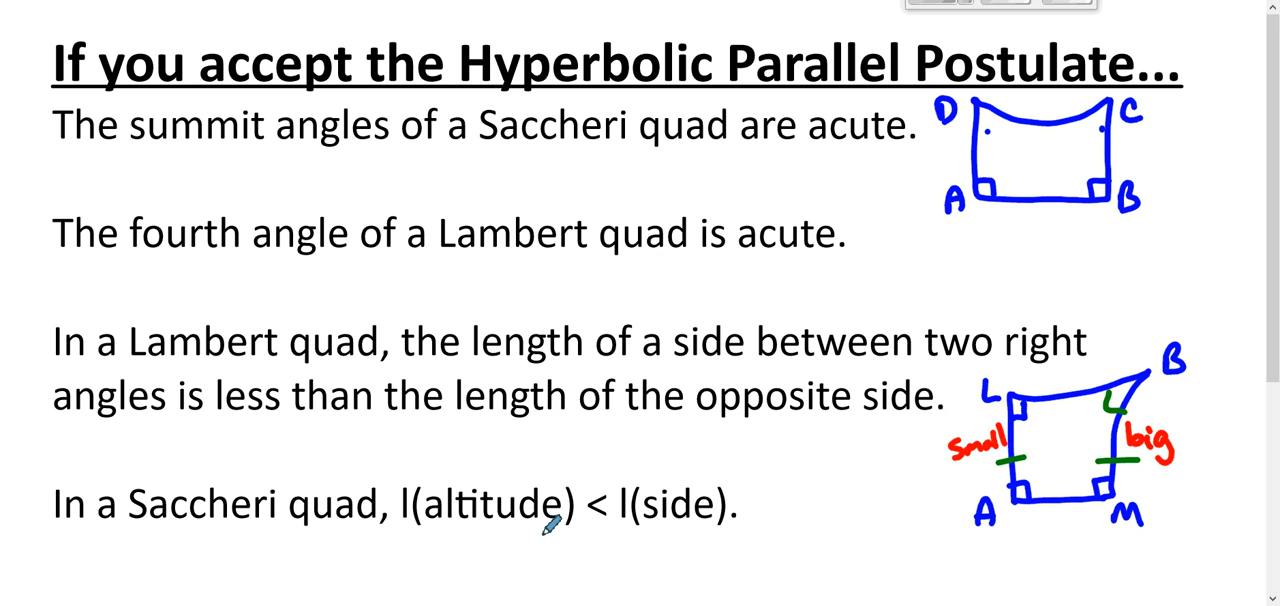 If you accept the Hyperbolic Parallel Postulate...
The summit angles of a Saccheri quad are acute.
D C
A B
The fourth angle of a Lambert quad is acute.
In a Lambert quad, the length of a side between two right
angles is less than the length of the opposite side.
L B
small big
In a Saccheri quad, l(altitude) < l(side).
A M